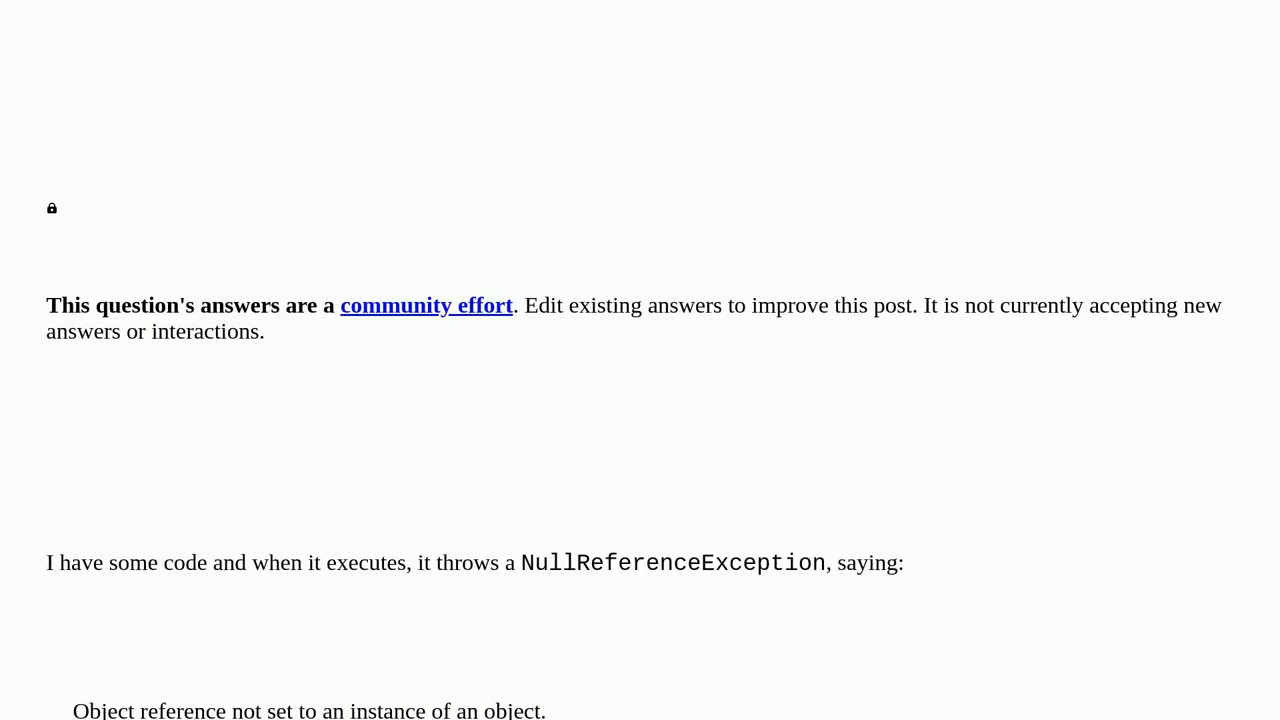 This question's answers are a community effort. Edit existing answers to improve this post. It is not currently accepting new
answers or interactions.
I have some code and when it executes, it throws a NullReferenceException, saying:
Object reference not set to an instance of an object.